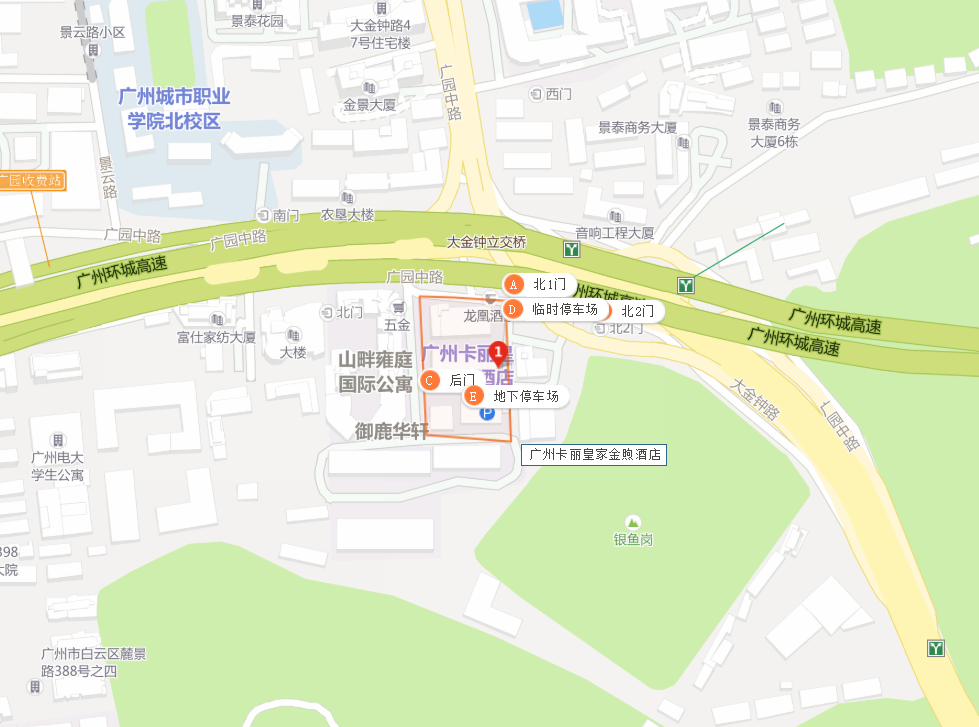 景泰花园
大金钟路4
7号住宅楼
景云路小区
广园中路
金景大厦
西门
广州城市职业
学院北校区
景泰商务大厦
景泰商务
大厦6栋
景云路
广园收费站
南门
农垦大楼
音响工程大厦
广园中路
广园中路
大金钟立交桥
广州环城高速
广园中路
A
北1门
D
临时停车场
北2门
北2门
广州环城高速
广州环城高速
北门
五金
龙凰酒
富仕家纺大厦
大楼
山畔雍庭
国际公寓
广州卡丽皇
酒店
1
C
后门
E
地下停车场
P
御鹿华轩
大金钟路
广园中路
广州电大
学生公寓
广州卡丽皇家金煦酒店
银鱼岗
398
大院
广州市白云区麓景
路388号之四